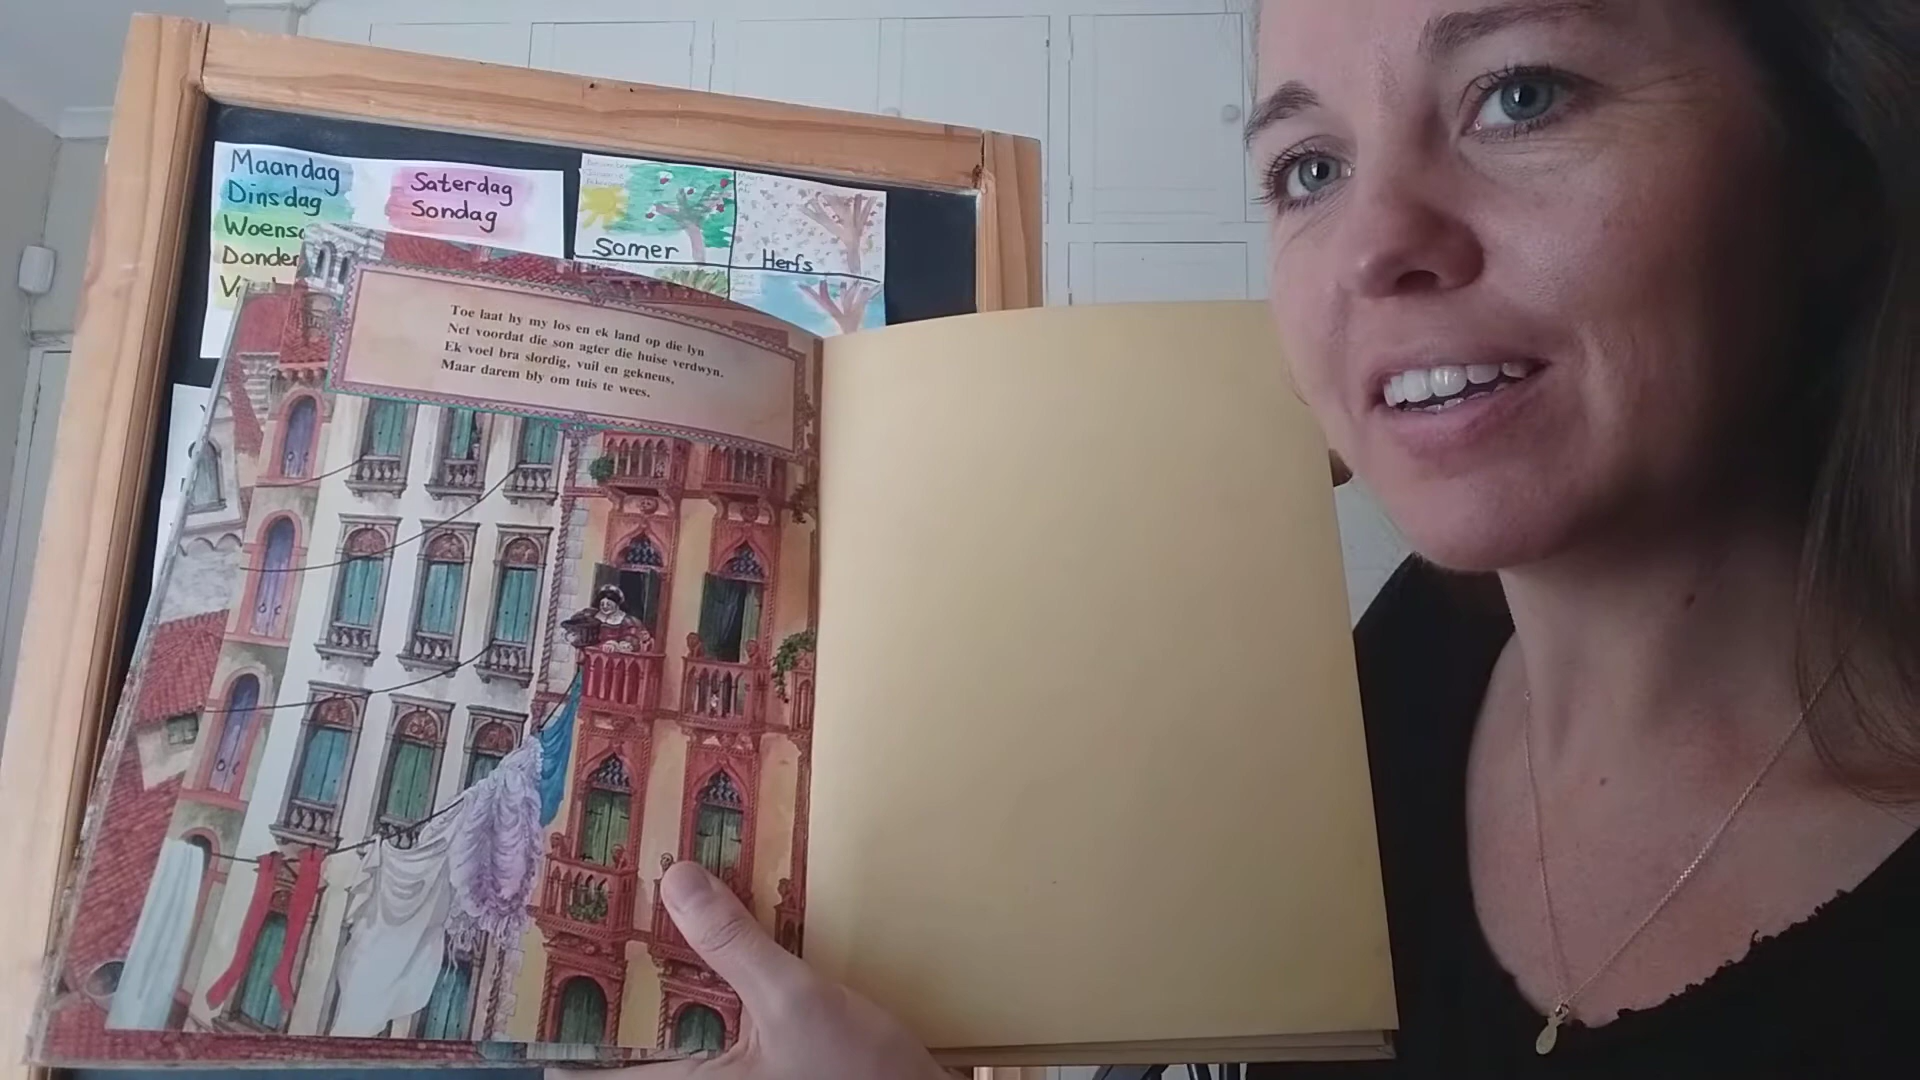 Maandag
Dinsdag
Saterdag
Sondag
Somer
Herfs
Toe laat hy my los en ek land op die lyn
Net voordat die son agter die huise verdwyn.
Ek voel bra slordig, vuil en gekneus,
Maar darem bly om tuis te wees.